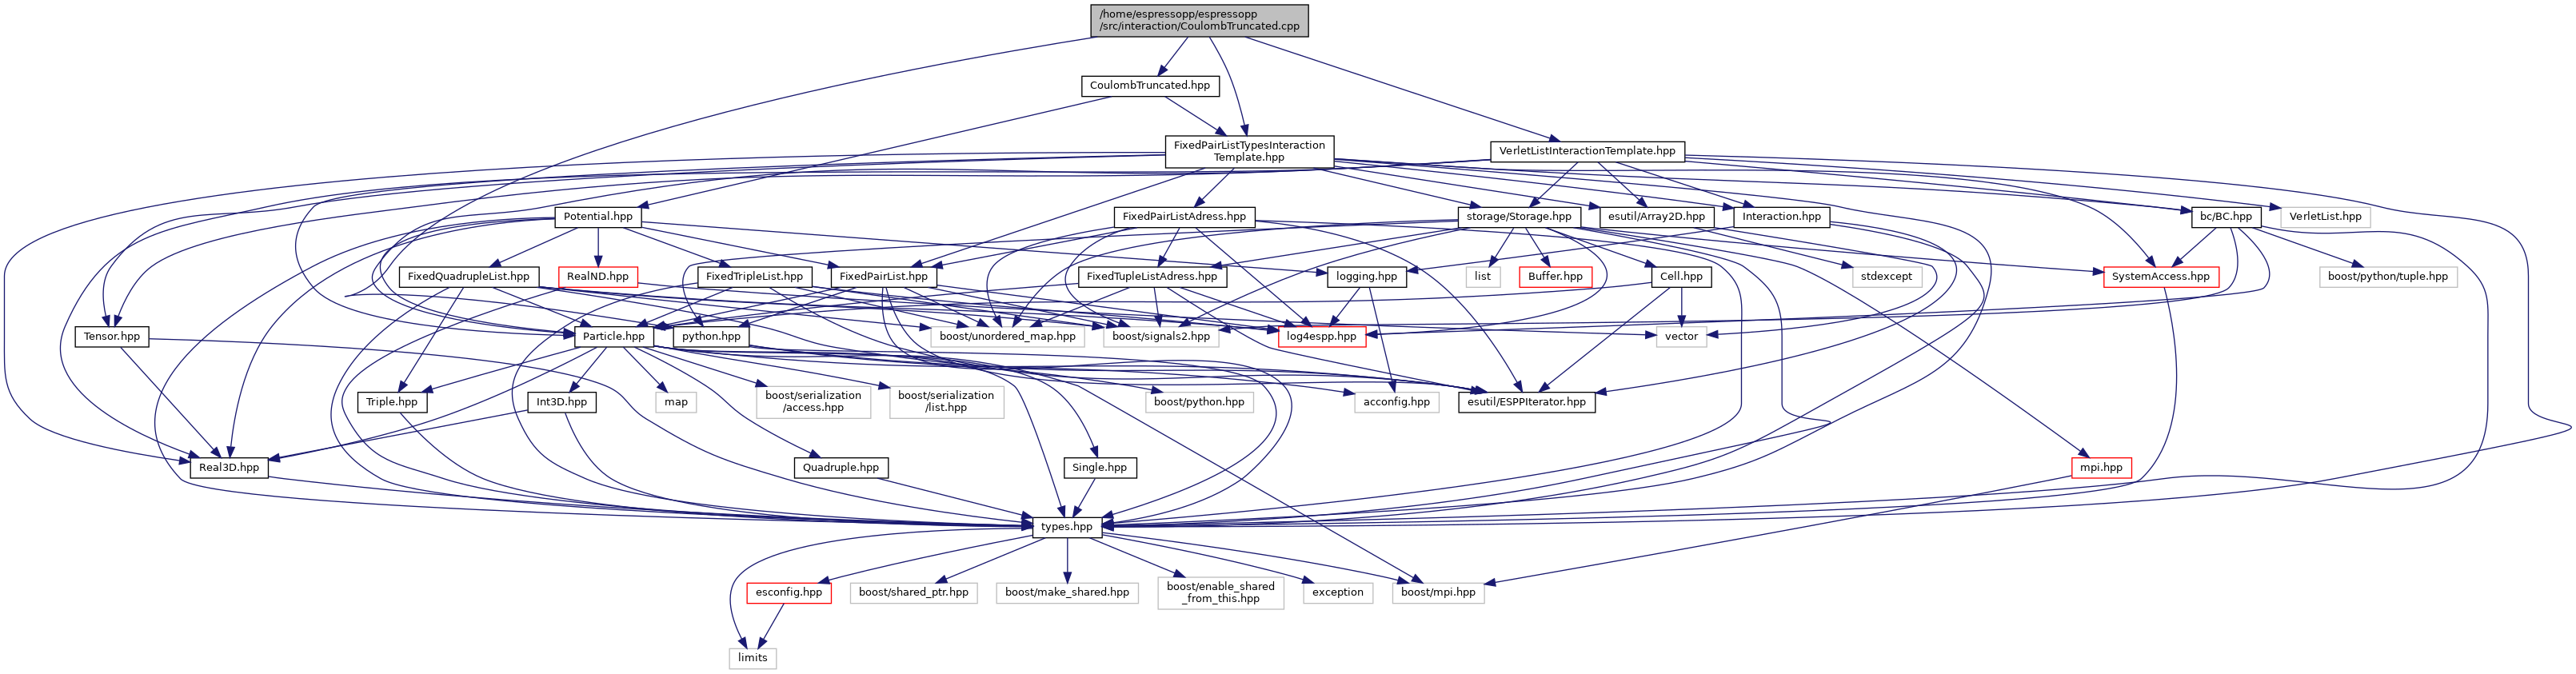 /home/espressopp/espressopp
/src/interaction/CoulombTruncated.cpp
CoulombTruncated.hpp
FixedPairListTypesInteraction
Template.hpp
VerletListInteractionTemplate.hpp
Potential.hpp
FixedPairListAdress.hpp
storage/Storage.hpp
esutil/Array2D.hpp
Interaction.hpp
bc/BC.hpp
VerletList.hpp
FixedQuadrupleList.hpp
RealND.hpp
FixedTripleList.hpp
FixedPairList.hpp
FixedTupleListAdress.hpp
logging.hpp
list
Buffer.hpp
Cell.hpp
stdexcept
SystemAccess.hpp
boost/python/tuple.hpp
Tensor.hpp
Particle.hpp
python.hpp
boost/unordered_map.hpp
boost/signals2.hpp
log4espp.hpp
vector
Triple.hpp
Int3D.hpp
map
boost/serialization
/access.hpp
boost/serialization
/list.hpp
boost/python.hpp
acconfig.hpp
esutil/ESPPIterator.hpp
Real3D.hpp
Quadruple.hpp
Single.hpp
mpi.hpp
types.hpp
esconfig.hpp
boost/shared_ptr.hpp
boost/make_shared.hpp
boost/enable_shared
_from_this.hpp
exception
boost/mpi.hpp
limits